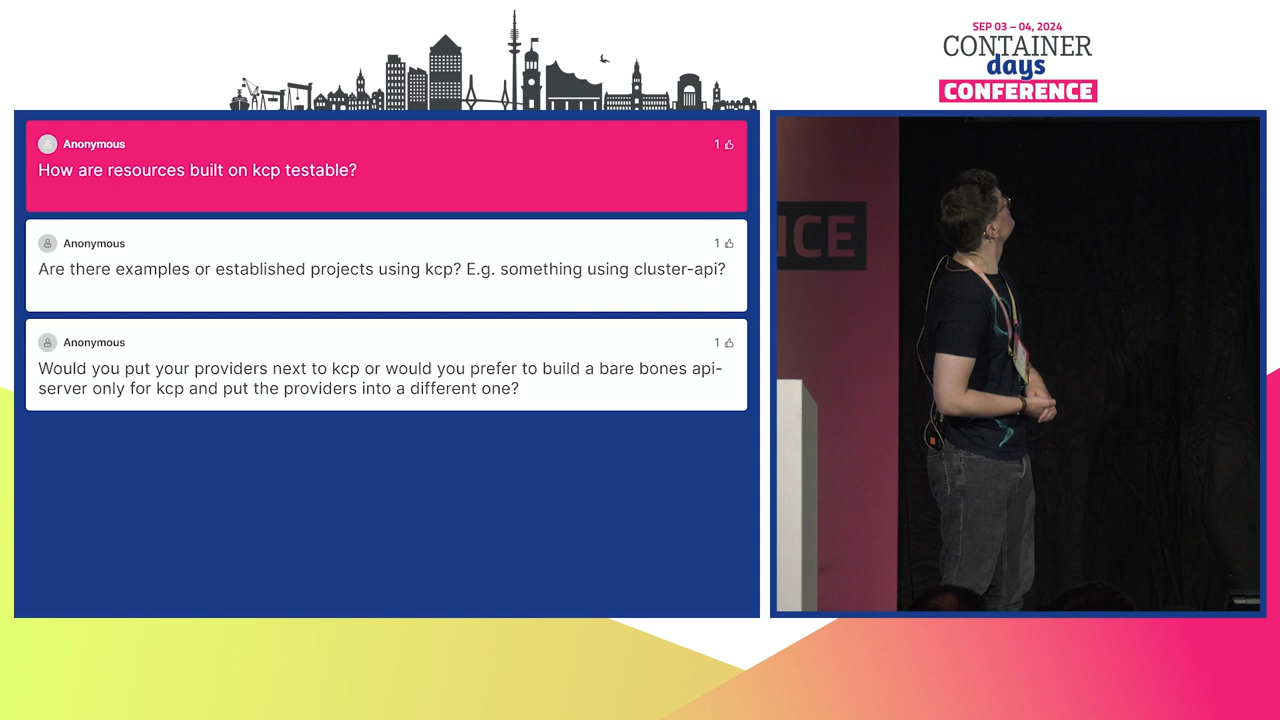 SEP 03 – 04, 2024
CONTAINER
days
CONFERENCE
Anonymous
1
How are resources built on kcp testable?
Anonymous
1
Are there examples or established projects using kcp? E.g. something using cluster-api?
Anonymous
1
Would you put your providers next to kcp or would you prefer to build a bare bones api-
server only for kcp and put the providers into a different one?
NCE